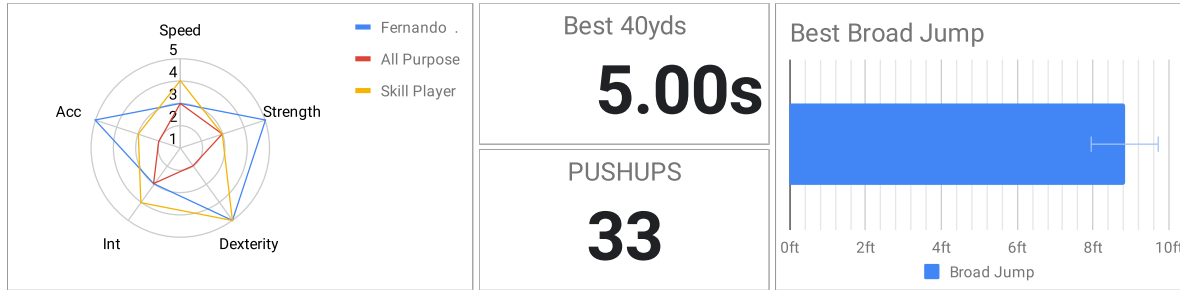 Speed
5
4
3
2
1
Acc
Strength
Int
Dexterity
Fernando .
All Purpose
Skill Player
Best 40yds
5.00s
PUSHUPS
33
Best Broad Jump
0ft 2ft 4ft 6ft 8ft 10ft
Broad Jump